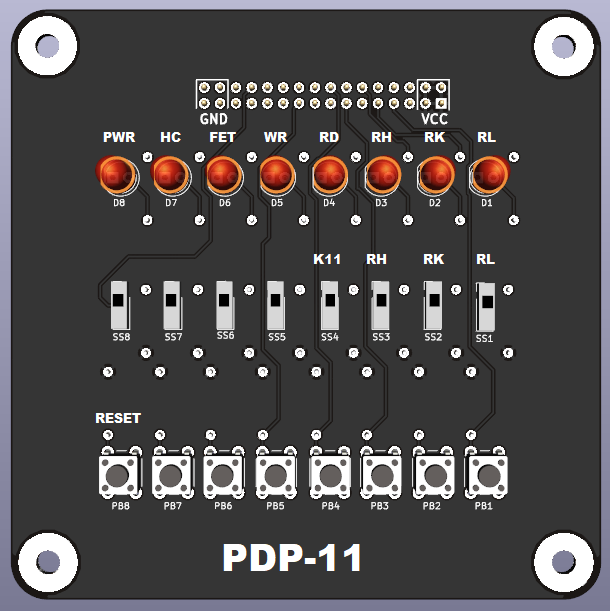 GND VCC
PWR HC FET WR RD RH RK RL
D8 D7 D6 D5 D4 D3 D2 D1
K11 RH RK RL
SS8 SS7 SS6 SS5 SS4 SS3 SS2 SS1
RESET
PB8 PB7 PB6 PB5 PB4 PB3 PB2 PB1
PDP-11